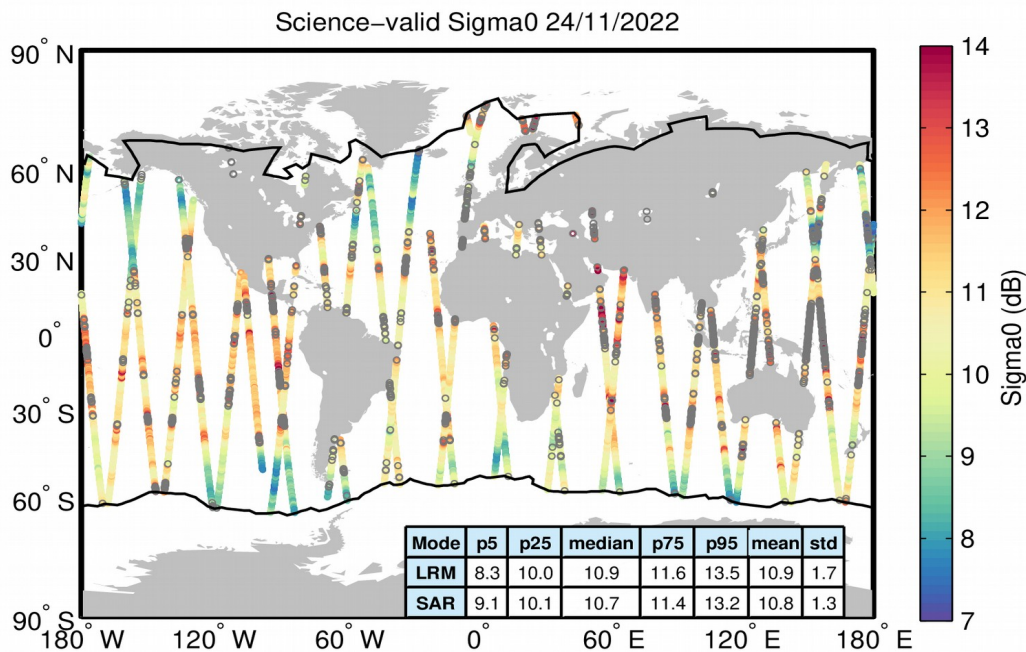 Science−valid Sigma0 24/11/2022
90° N
60° N
30° N
0°
30° S
60° S
90° S
180° W
120° W
60° W
0°
60° E
120° E
180° E
Mode p5 p25 median p75 p95 mean std
LRM 8.3 10.0 10.9 11.6 13.5 10.9 1.7
SAR 9.1 10.1 10.7 11.4 13.2 10.8 1.3
14
13
12
11
10
9
8
7
Sigma0 (dB)